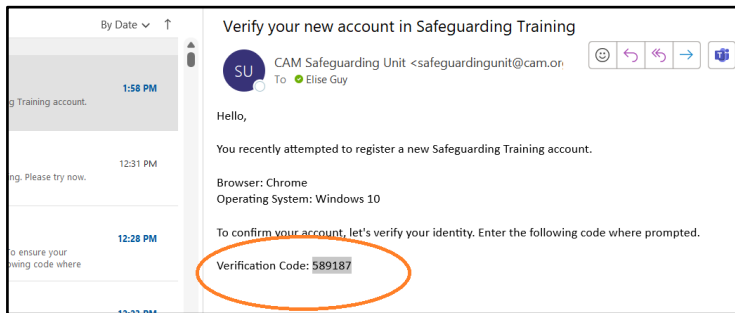 By Date
1:58 PM
g Training account.
12:31 PM
ng. Please try now.
12:28 PM
To ensure your
owing code where
Verify your new account in Safeguarding Training
SU
CAM Safeguarding Unit <safeguardingunit@cam.or
To Elise Guy
Hello,
You recently attempted to register a new Safeguarding Training account.
Browser: Chrome
Operating System: Windows 10
To confirm your account, let's verify your identity. Enter the following code where prompted.
Verification Code: 589187